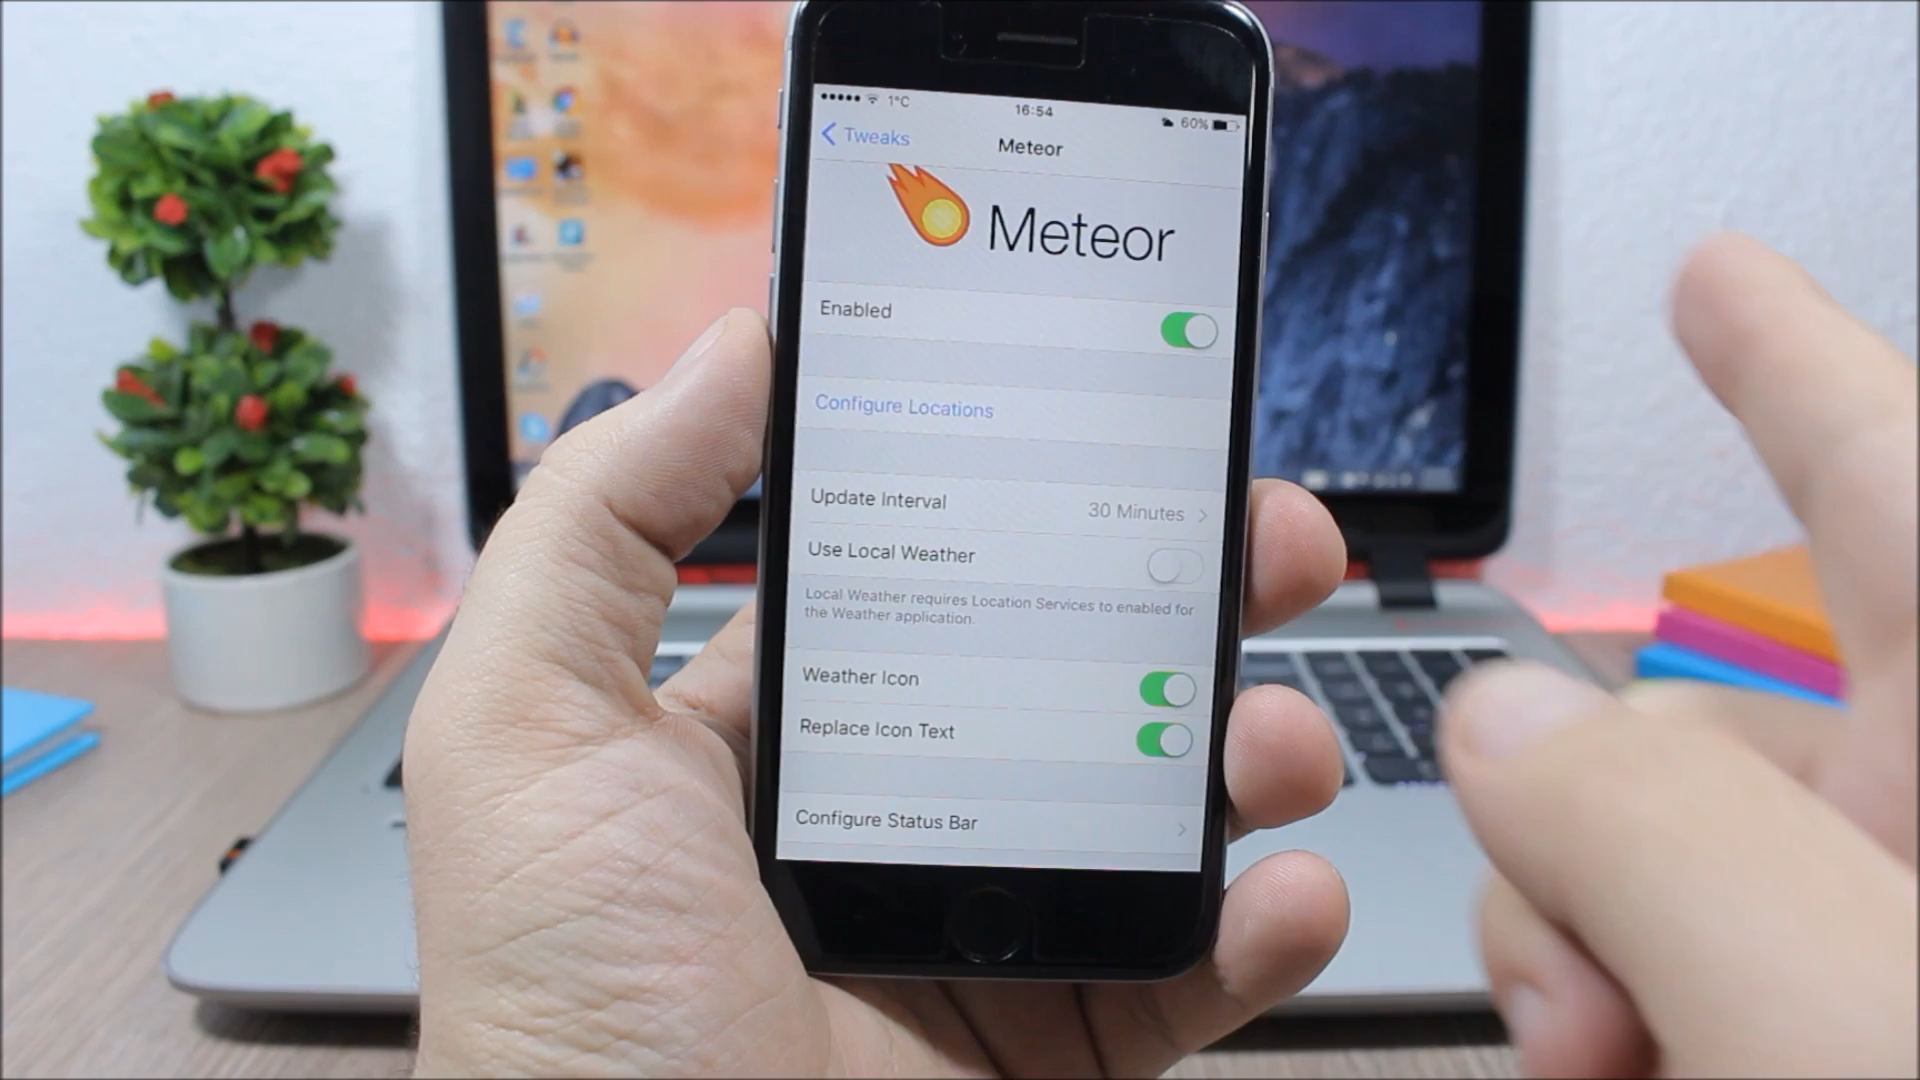 1°C
16:54
60%
Tweaks
Meteor
Meteor
Enabled
Configure Locations
Update Interval
30 Minutes
Use Local Weather
Local Weather requires Location Services to enabled for
the Weather application.
Weather Icon
Replace Icon Text
Configure Status Bar